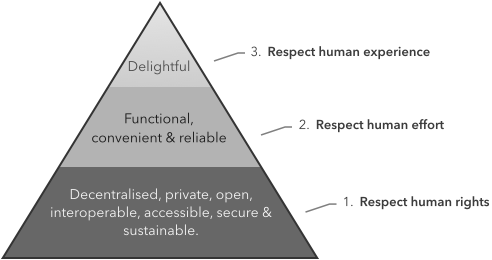 Delightful
3. Respect human experience
Functional,
convenient & reliable
2. Respect human effort
Decentralised, private, open,
interoperable, accessible, secure &
sustainable.
1. Respect human rights